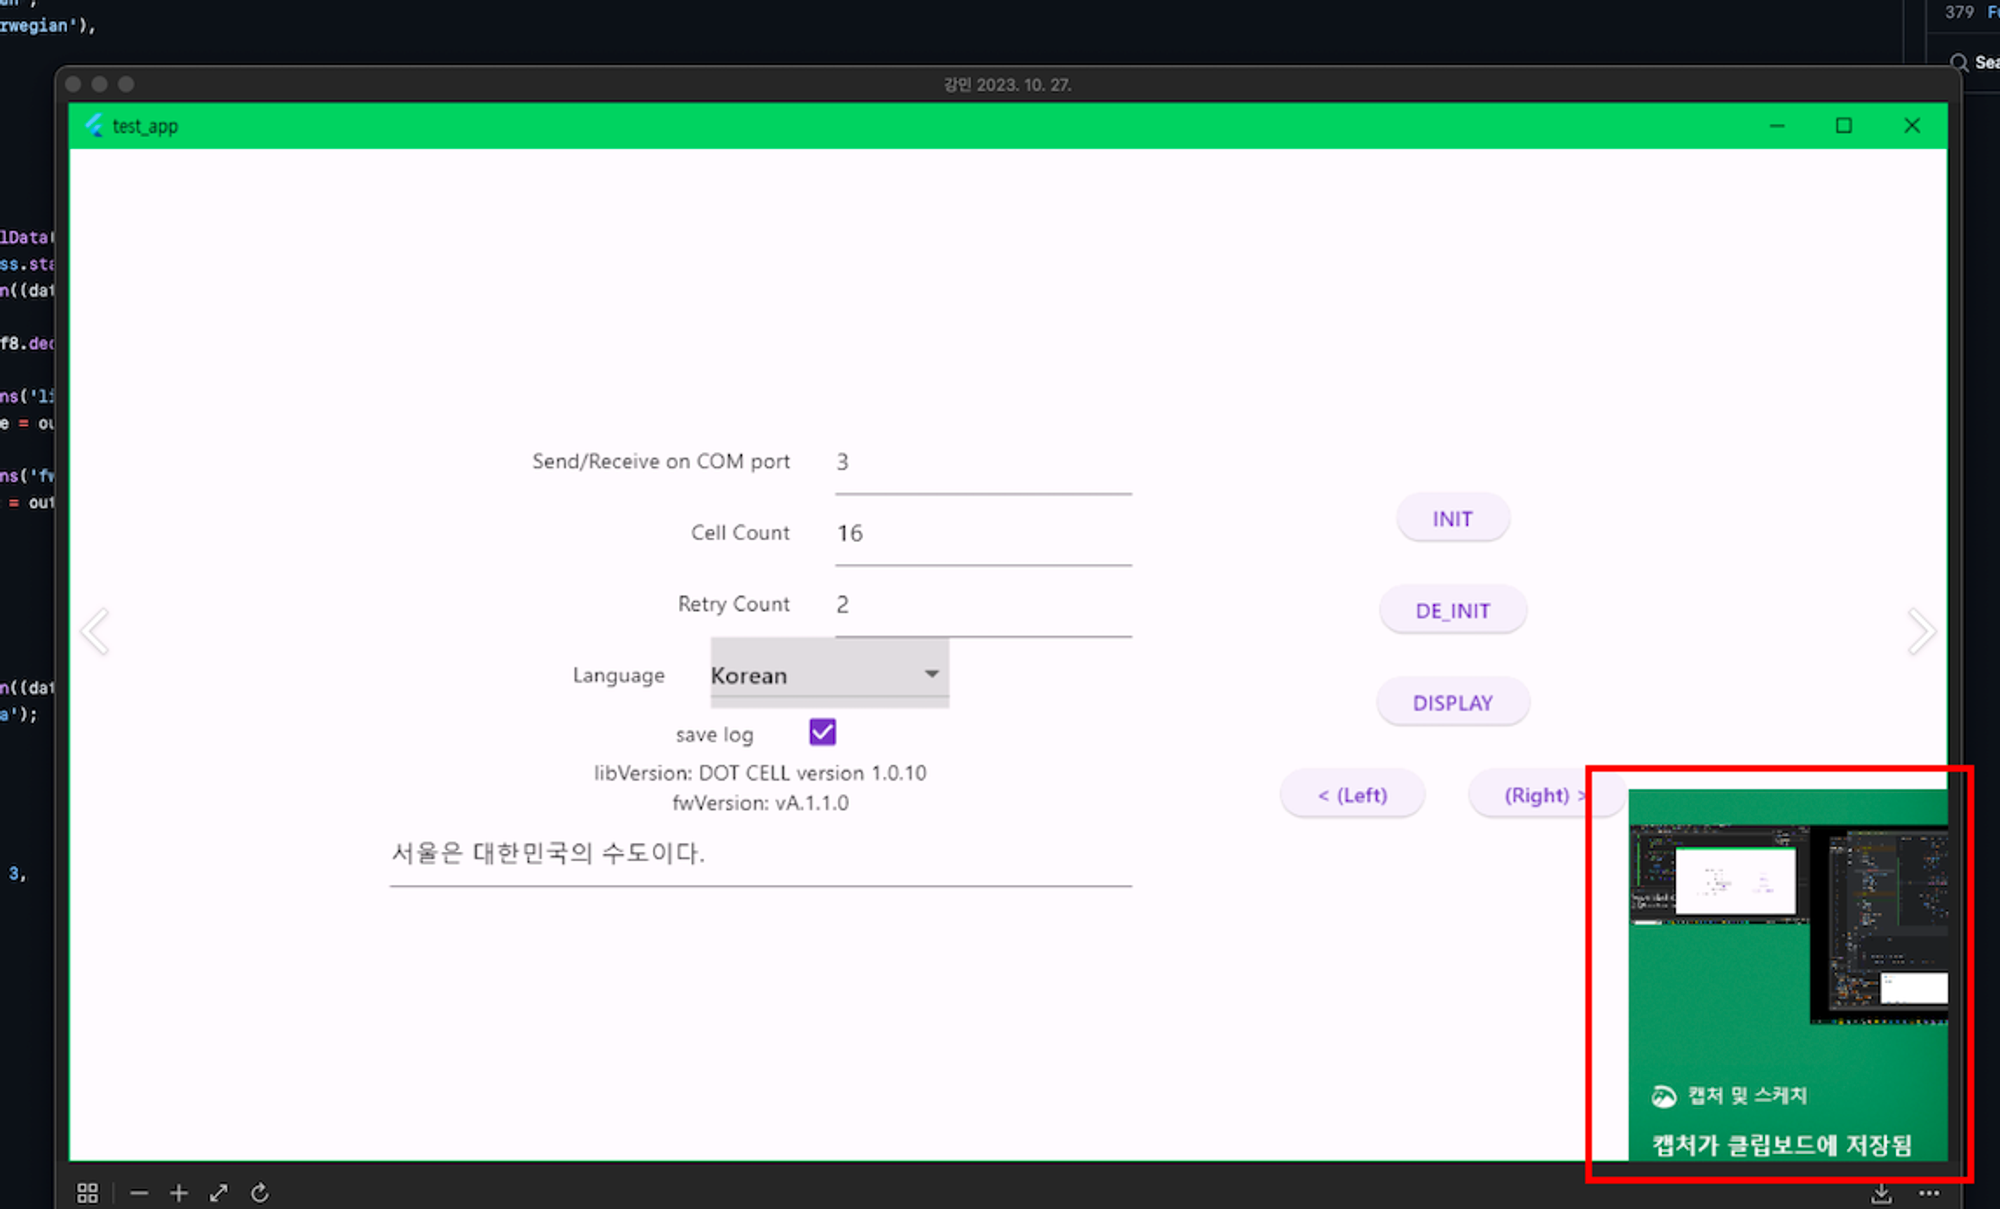 rwegian'),
379
Sea
강민 2023. 10. 27.
test_app
lData(
ss.sta
n((dat
f8.dec
ns('li
e = ou
ns('fw
= out
n((dat
a');
3,
Send/Receive on COM port 3
Cell Count 16
Retry Count 2
Language Korean
save log
libVersion: DOT CELL version 1.0.10
fwVersion: vA.1.1.0
서울은 대한민국의 수도이다.
INIT
DE_INIT
DISPLAY
< (Left)
(Right) >
캡처 및 스케치
캡처가 클립보드에 저장됨